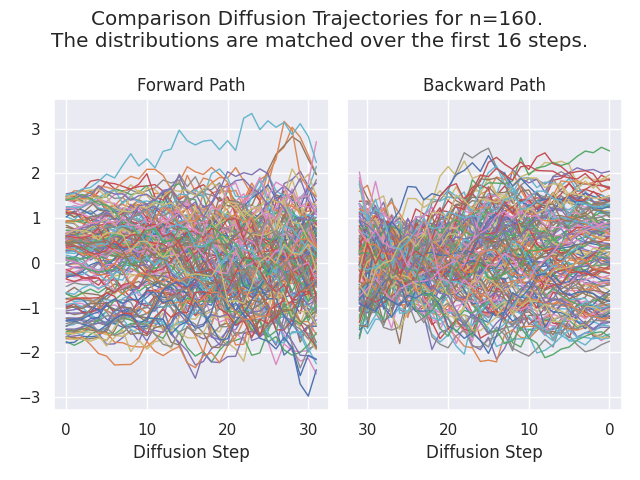 Comparison Diffusion Trajectories for n=160.
The distributions are matched over the first 16 steps.
Forward Path
Backward Path
3
2
1
0
−1
−2
−3
0 10 20 30
30 20 10 0
Diffusion Step
Diffusion Step